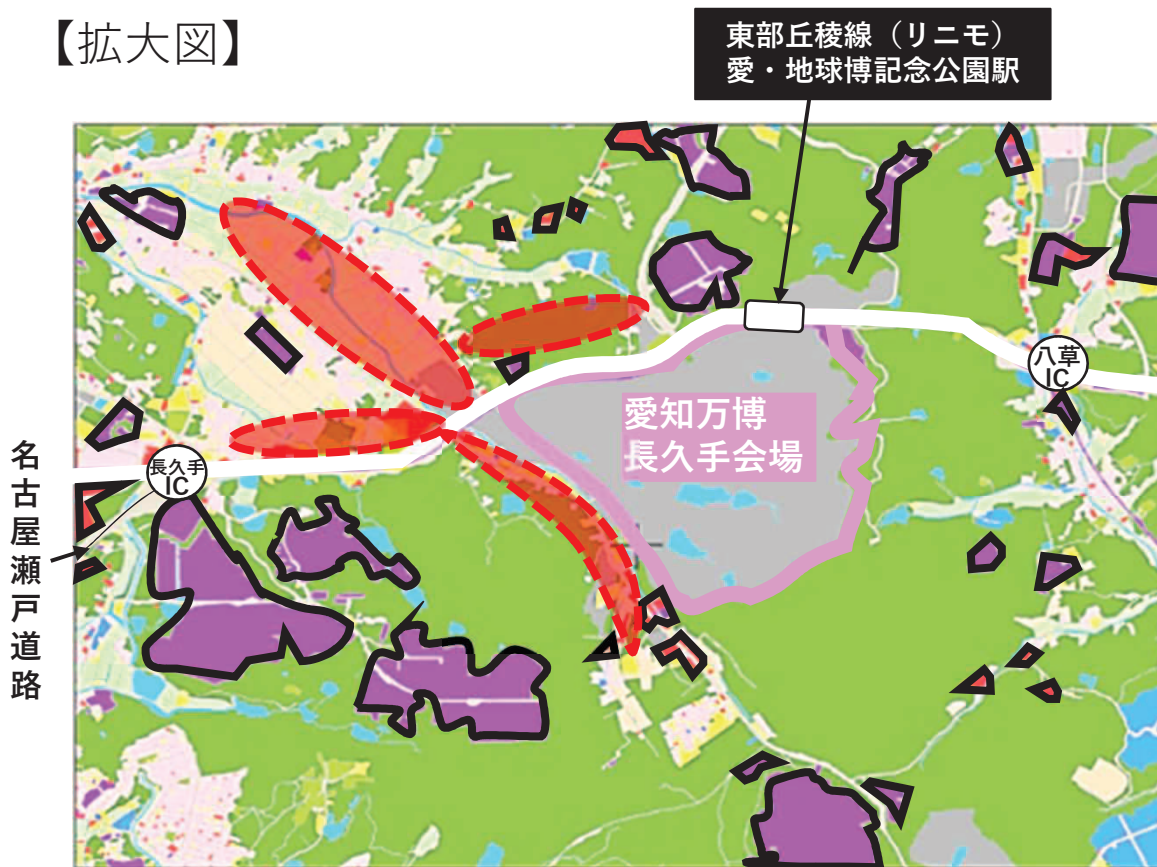 【拡大図】
東部丘稜線（リニモ）
愛・地球博記念公園駅
八草
IC
愛知万博
長久手会場
長久手
IC
名古屋瀬戸道路